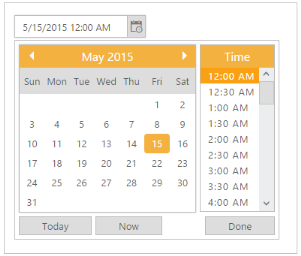 5/15/2015 12:00 AM
May 2015
Sun Mon Tue Wed Thu Fri Sat
1 2
3 4 5 6 7 8 9
10 11 12 13 14 15 16
17 18 19 20 21 22 23
24 25 26 27 28 29 30
31
Time
12:00 AM
12:30 AM
1:00 AM
1:30 AM
2:00 AM
2:30 AM
3:00 AM
3:30 AM
4:00 AM
Today
Now
Done